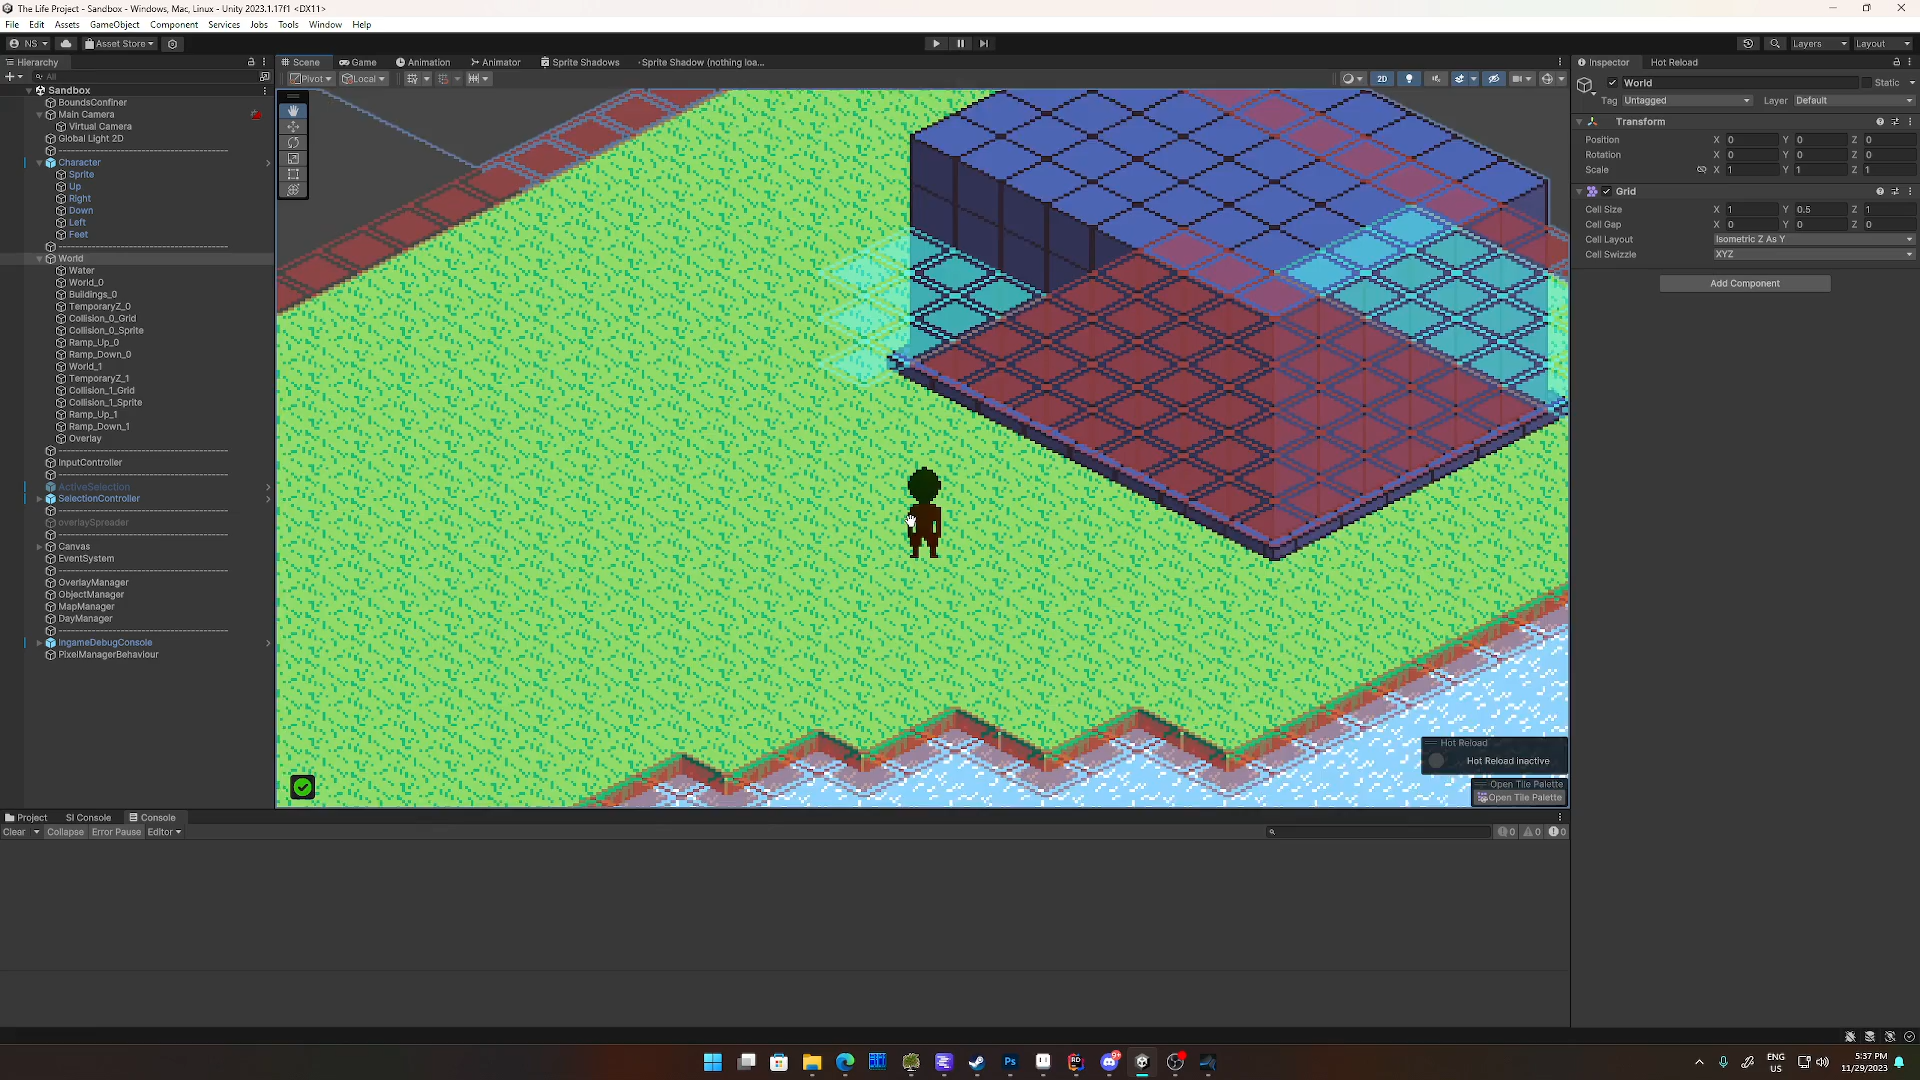 The Life Project - Sandbox - Windows, Mac, Linux - Unity 2023.1.17f1 <DX11>
File Edit Assets GameObject Component Services Jobs Tools Window Help
NS Asset Store Layers Layout
Hierarchy
All
Sandbox
BoundsConfiner
Main Camera
Virtual Camera
Global Light 2D
----------------------------------------
Character
Sprite
Up
Right
Down
Left
Feet
----------------------------------------
World
Water
World_0
Buildings_0
TemporaryZ_0
Collision_0_Grid
Collision_0_Sprite
Ramp_Up_0
Ramp_Down_0
World_1
TemporaryZ_1
Collision_1_Grid
Collision_1_Sprite
Ramp_Up_1
Ramp_Down_1
Overlay
----------------------------------------
InputController
----------------------------------------
ActiveSelection
SelectionController
----------------------------------------
overlaySpreader
----------------------------------------
Canvas
EventSystem
----------------------------------------
OverlayManager
ObjectManager
MapManager
DayManager
----------------------------------------
IngameDebugConsole
PixelManagerBehaviour
Scene Game Animation Animator Sprite Shadows Sprite Shadow (nothing loa...
Pivot Local 2D
Hot Reload
Hot Reload inactive
Open Tile Palette
Open Tile Palette
Inspector Hot Reload
World Static
Tag Untagged Layer Default
Transform
Position X 0 Y 0 Z 0
Rotation X 0 Y 0 Z 0
Scale X 1 Y 1 Z 1
Grid
Cell Size X 1 Y 0.5 Z 1
Cell Gap X 0 Y 0 Z 0
Cell Layout Isometric Z As Y
Cell Swizzle XYZ
Add Component
Project SI Console Console
Clear Collapse Error Pause Editor 0 0 0
Ps RD
ENG
US
5:37 PM
11/29/2023